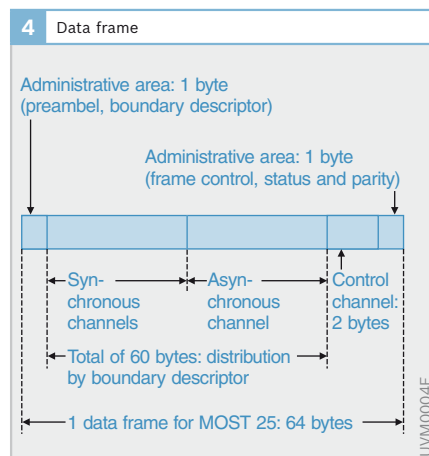 4 Data frame
Administrative area: 1 byte
(preambel, boundary descriptor)
Administrative area: 1 byte
(frame control, status and parity)
Syn-
chronous
channels
Asyn-
chronous
channel
Control
channel:
2 bytes
Total of 60 bytes: distribution
by boundary descriptor
1 data frame for MOST 25: 64 bytes
UVM0004E